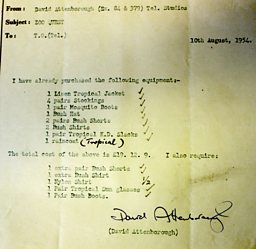 From: David Attenborough (Ex. 84 & 379) Tel. Studios
Subject: ZOO QUEST
To: T.O.(Tel.) 10th August, 1954.
I have already purchased the following equipment:-
1 Linen Tropical Jacket
4 pairs Stockings
1 pair Mosquito Boots
1 Bush Hat
2 pairs Bush Shorts
2 Bush Shirts
1 pair Tropical K.D. Slacks
1 raincoat (Tropical)
The total cost of the above is £19. 12. 9. I also require:
1 extra pair Bush Shorts
1 extra Bush Shirt
1 Nylon Shirt
1 Pair Tropical Sun glasses
1 Pair Bush Boots.
David Attenborough
(David Attenborough)